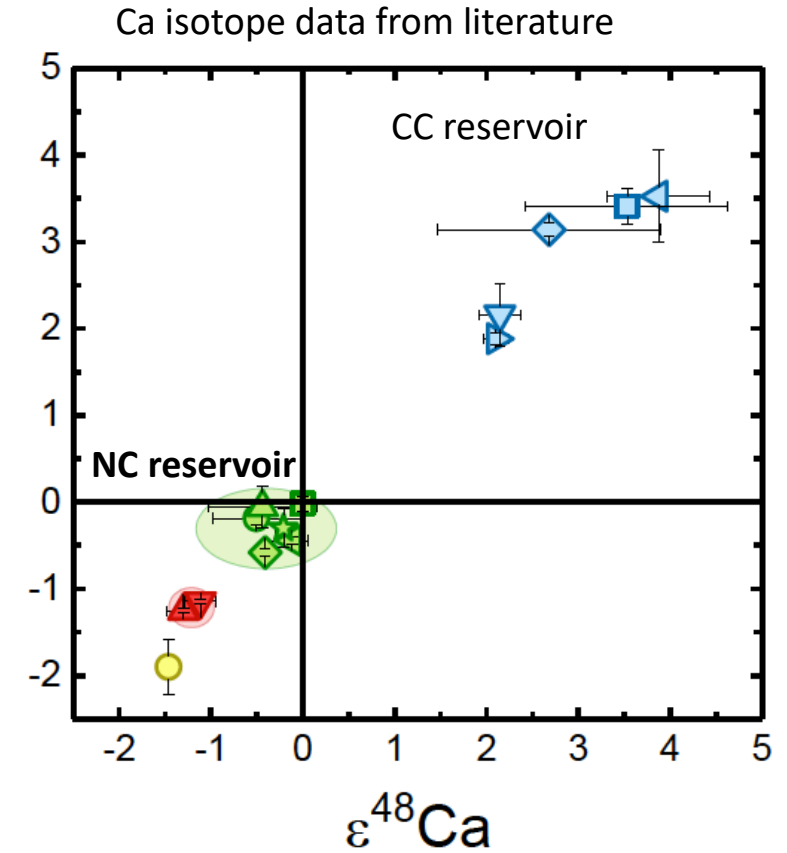 Ca isotope data from literature
5
CC reservoir
4
3
2
1
NC reservoir
0
-1
-2
-2 -1 0 1 2 3 4 5
ε⁴⁸Ca